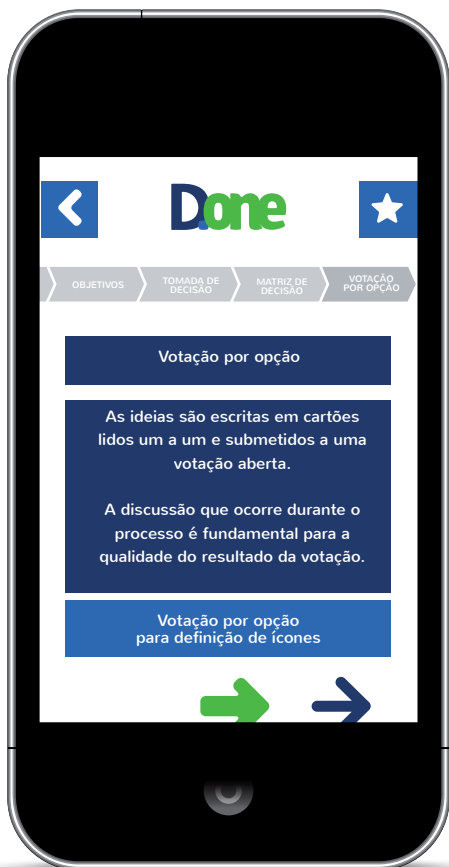 D.one
OBJETIVOS
TOMADA DE
DECISÃO
MATRIZ DE
DECISÃO
VOTAÇÃO
POR OPÇÃO
Votação por opção
As ideias são escritas em cartões
lidos um a um e submetidos a uma
votação aberta.
A discussão que ocorre durante o
processo é fundamental para a
qualidade do resultado da votação.
Votação por opção
para definição de ícones